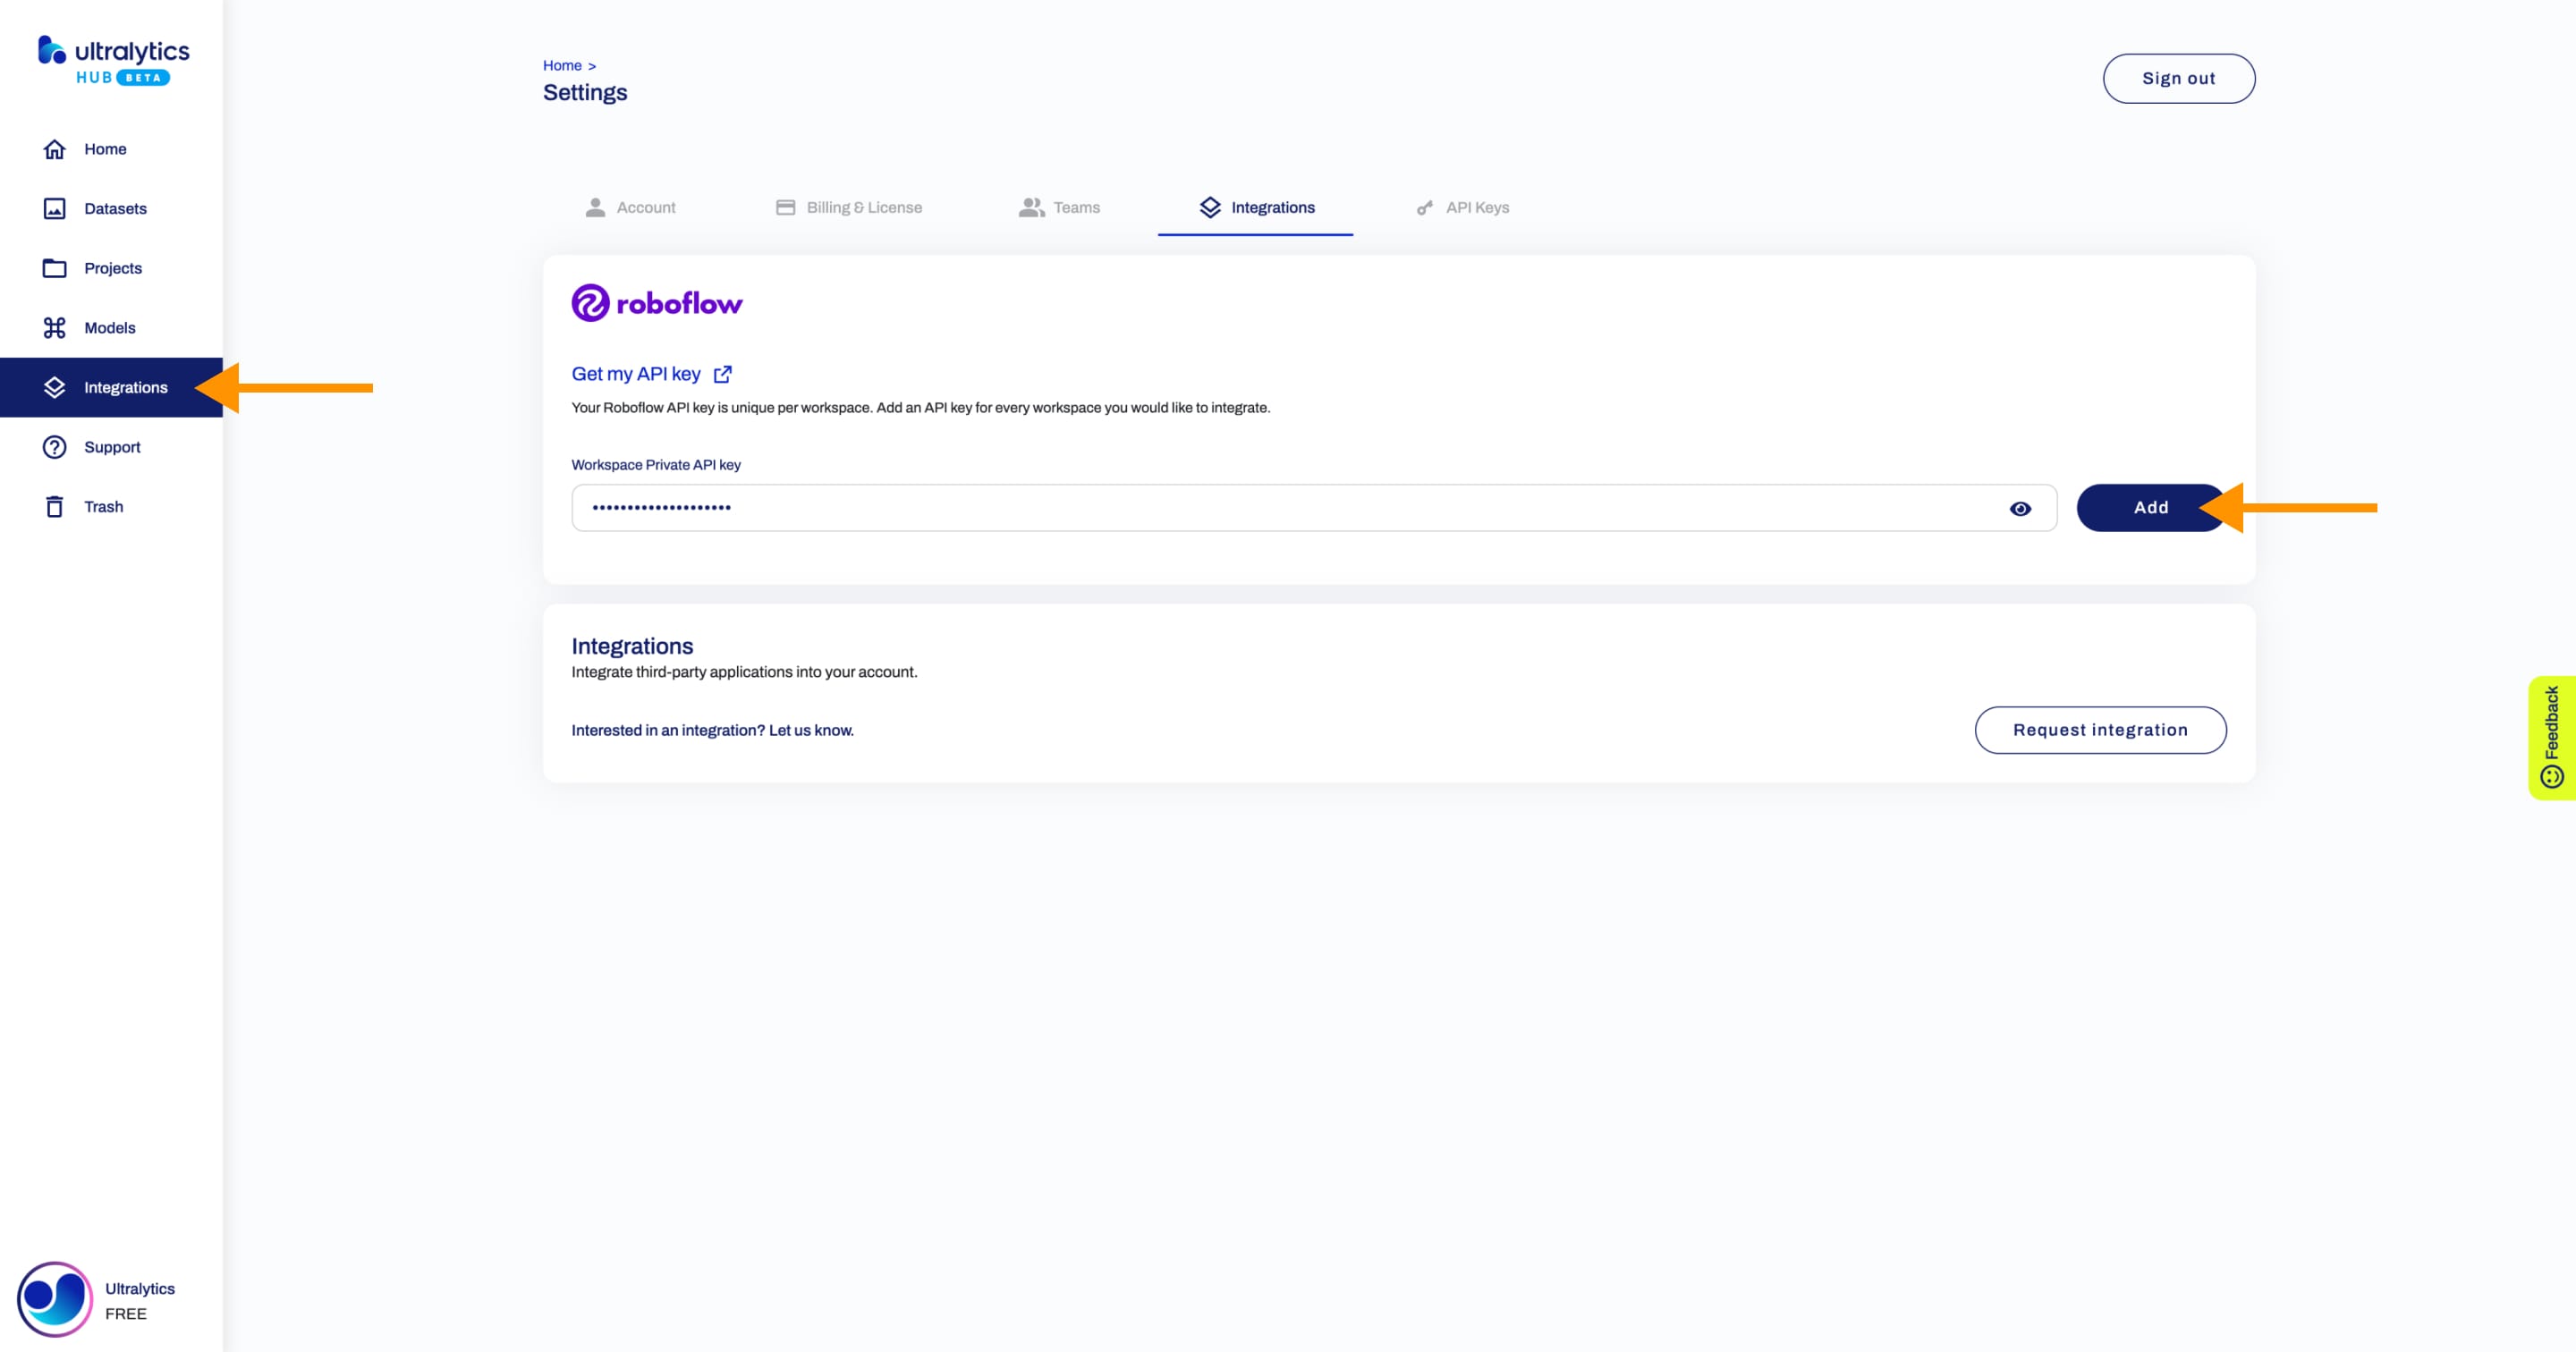 ultralytics
HUB BETA
Home
Datasets
Projects
Models
Integrations
Support
Trash
Ultralytics
FREE
Home >
Settings
Sign out
Account
Billing & License
Teams
Integrations
API Keys
roboflow
Get my API key
Your Roboflow API key is unique per workspace. Add an API key for every workspace you would like to integrate.
Workspace Private API key
••••••••••••••••••••
Add
Integrations
Integrate third-party applications into your account.
Interested in an integration? Let us know.
Request integration
Feedback